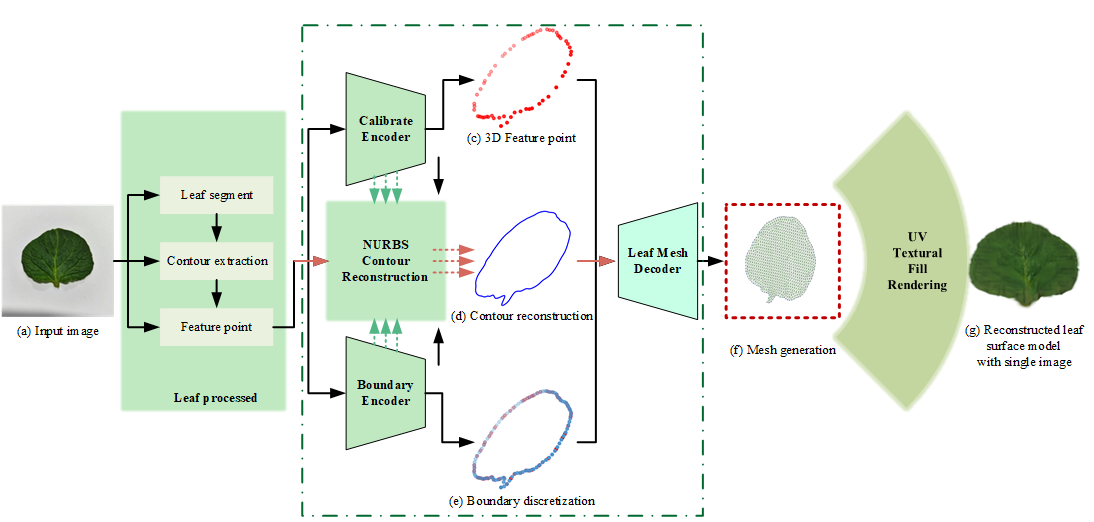 (a) Input image
Leaf segment
Contour extraction
Feature point
Leaf processed
Calibrate
Encoder
NURBS
Contour
Reconstruction
Boundary
Encoder
(c) 3D Feature point
(d) Contour reconstruction
(e) Boundary discretization
Leaf Mesh
Decoder
(f) Mesh generation
UV
Textural
Fill
Rendering
(g) Reconstructed leaf
surface model
with single image